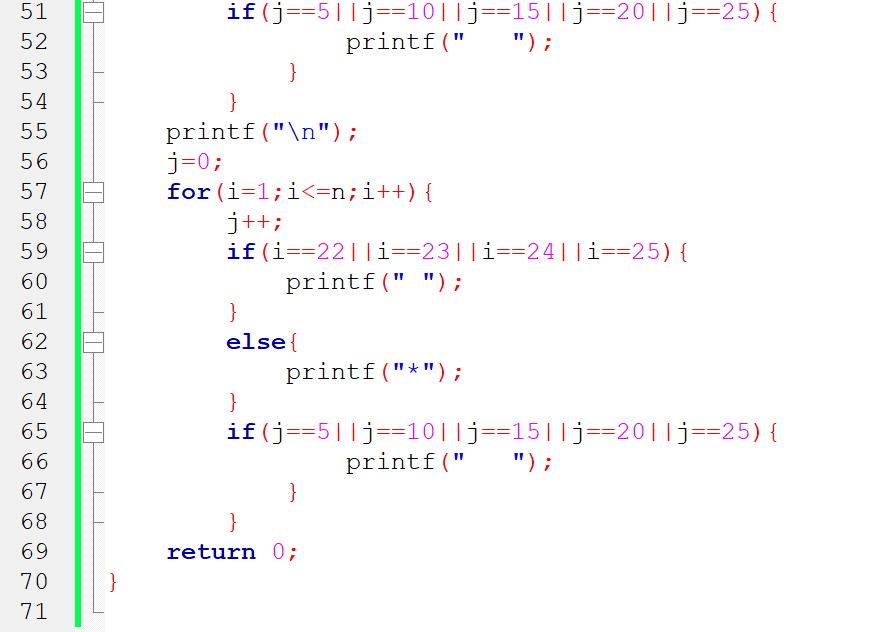 51 if(j==5||j==10||j==15||j==20||j==25){
52 printf("   ");
53 }
54 }
55 printf("\n");
56 j=0;
57 for(i=1;i<=n;i++){
58 j++;
59 if(i==22||i==23||i==24||i==25){
60 printf(" ");
61 }
62 else{
63 printf("*");
64 }
65 if(j==5||j==10||j==15||j==20||j==25){
66 printf("   ");
67 }
68 }
69 return 0;
70 }
71